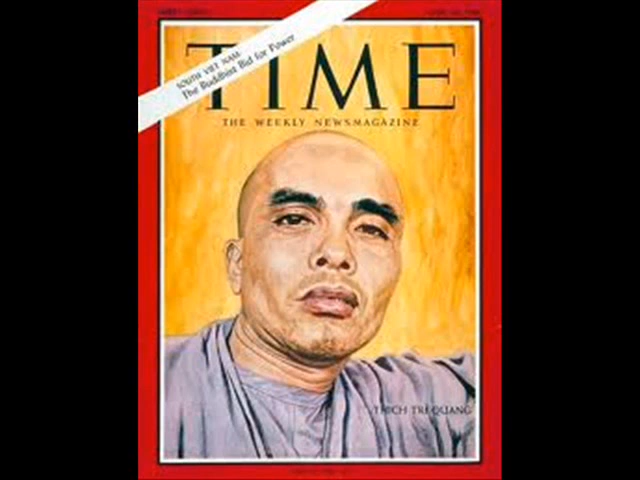 SOUTH VIET NAM:
The Buddhist Bid for Power
TIME
THE WEEKLY NEWSMAGAZINE
THICH TRI QUANG